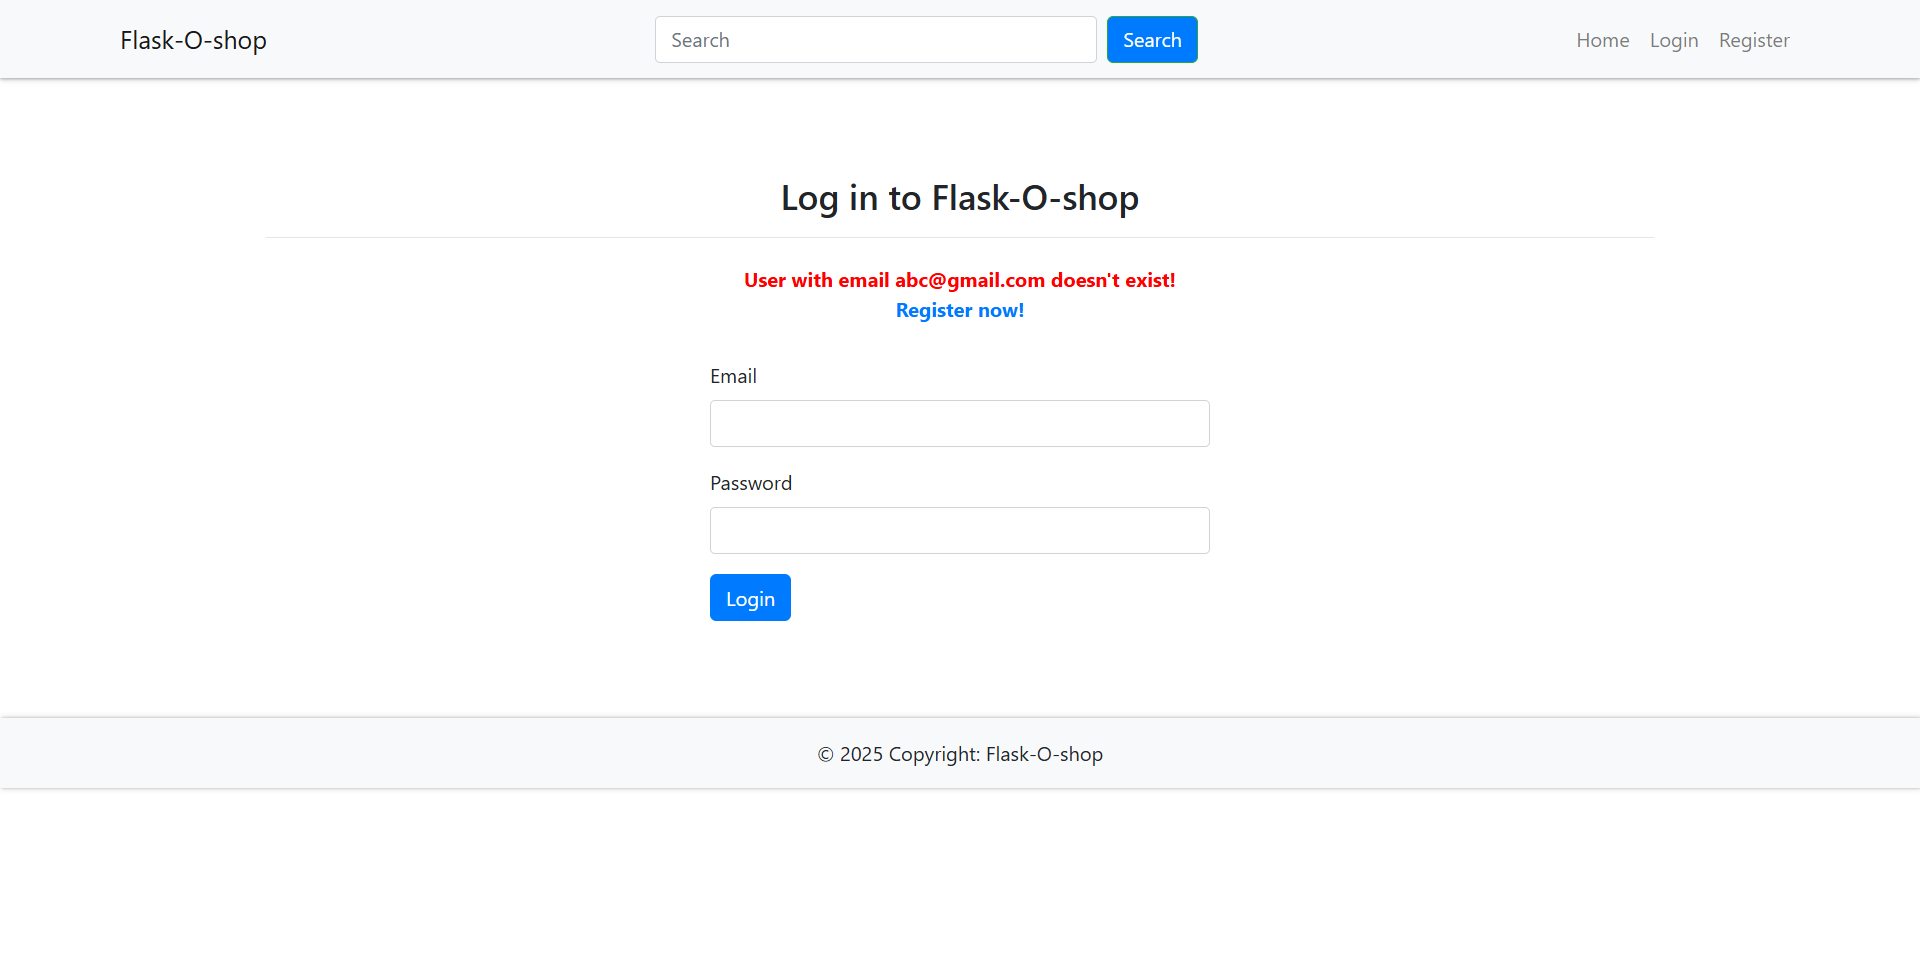 Flask-O-shop
Search
Search
Home
Login
Register
Log in to Flask-O-shop
User with email abc@gmail.com doesn't exist!
Register now!
Email
Password
Login
© 2025 Copyright: Flask-O-shop